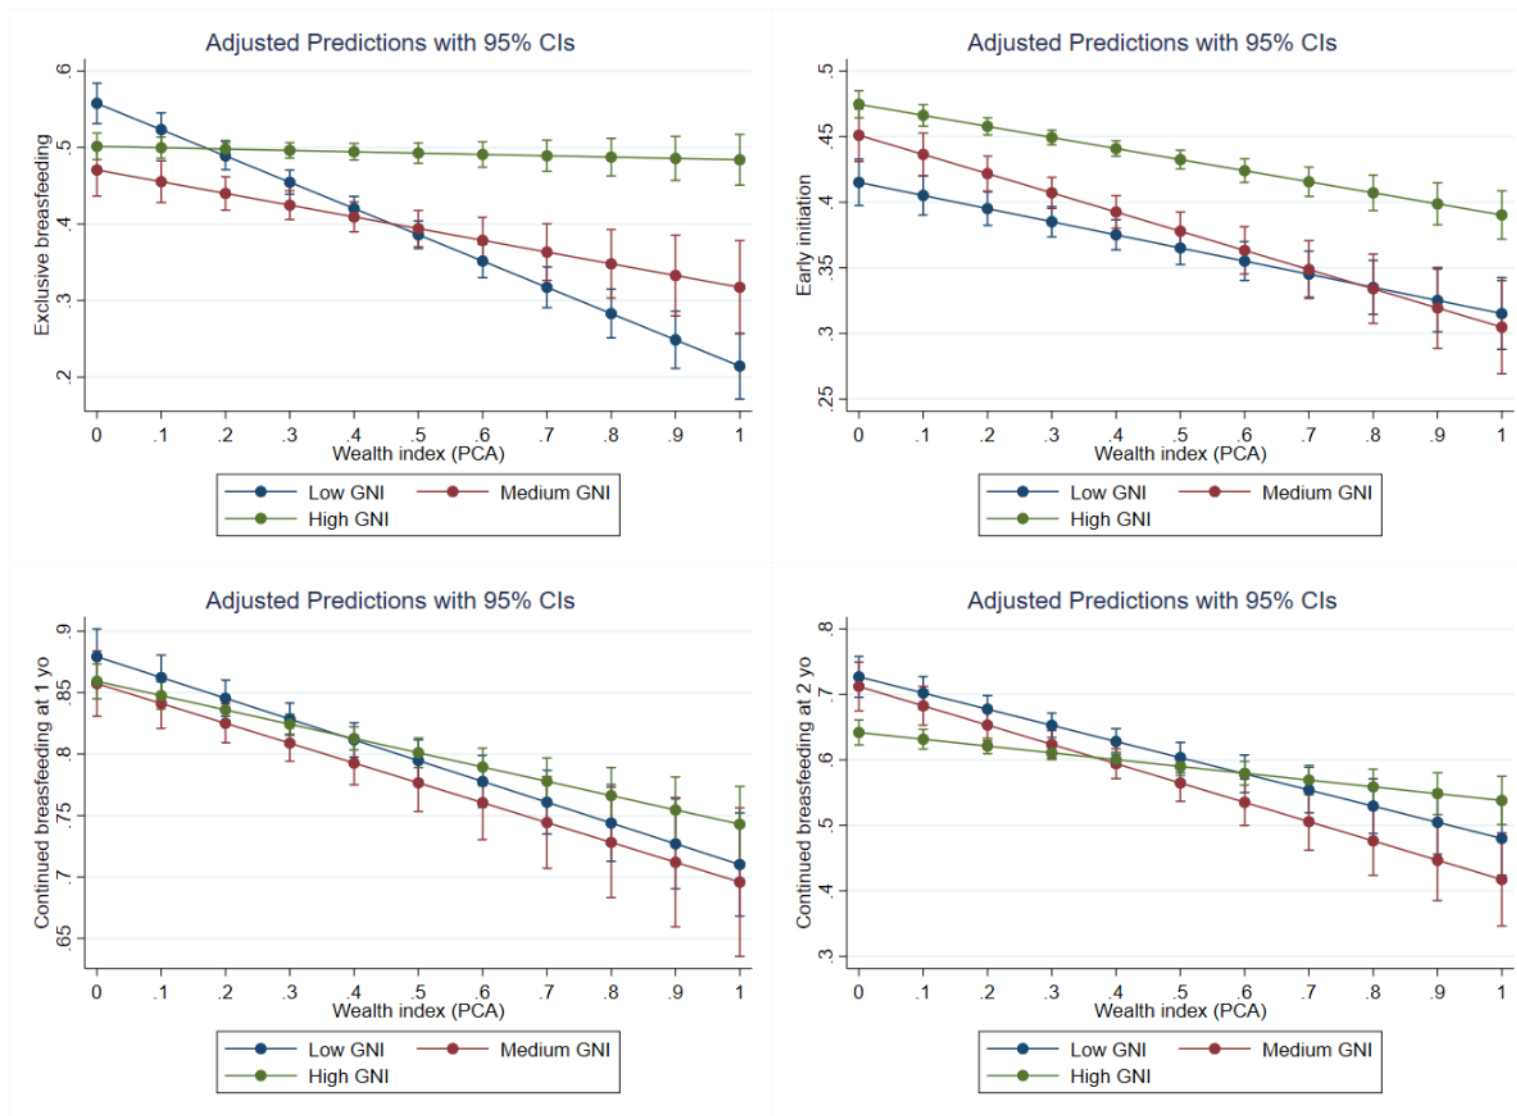 Adjusted Predictions with 95% CIs
Exclusive breasfeeding
.6
.5
.4
.3
.2
0 .1 .2 .3 .4 .5 .6 .7 .8 .9 1
Wealth index (PCA)
Low GNI Medium GNI
High GNI
Adjusted Predictions with 95% CIs
Early initiation
.5
.45
.4
.35
.3
.25
0 .1 .2 .3 .4 .5 .6 .7 .8 .9 1
Wealth index (PCA)
Low GNI Medium GNI
High GNI
Adjusted Predictions with 95% CIs
Continued breasfeeding at 1 yo
.9
.85
.8
.75
.7
.65
0 .1 .2 .3 .4 .5 .6 .7 .8 .9 1
Wealth index (PCA)
Low GNI Medium GNI
High GNI
Adjusted Predictions with 95% CIs
Continued breasfeeding at 2 yo
.8
.7
.6
.5
.4
.3
0 .1 .2 .3 .4 .5 .6 .7 .8 .9 1
Wealth index (PCA)
Low GNI Medium GNI
High GNI